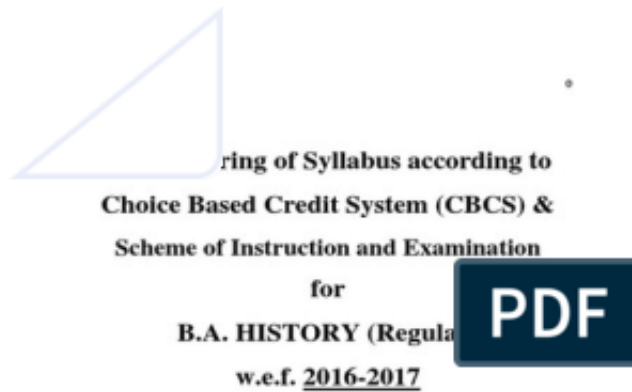 ring of Syllabus according to
Choice Based Credit System (CBCS) &
Scheme of Instruction and Examination
for
B.A. HISTORY (Regula
PDF
w.e.f. 2016-2017